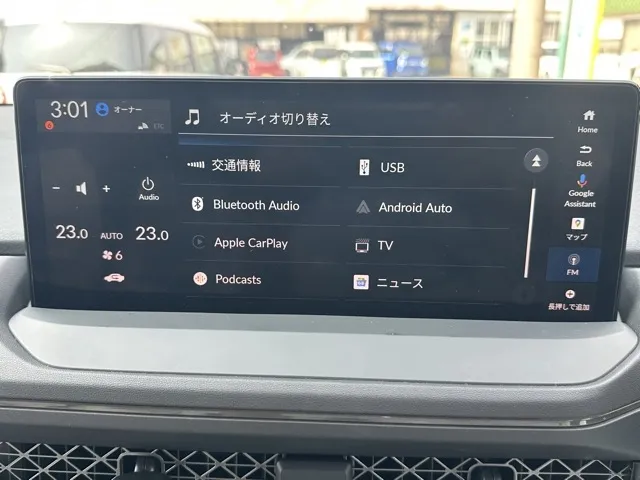 3:01 オーナー
ETC
オーディオ切り替え
Home
Back
Google
Assistant
マップ
FM
長押しで追加
− +
Audio
23.0 AUTO 23.0
6
交通情報
USB
Bluetooth Audio
Android Auto
Apple CarPlay
TV
Podcasts
ニュース